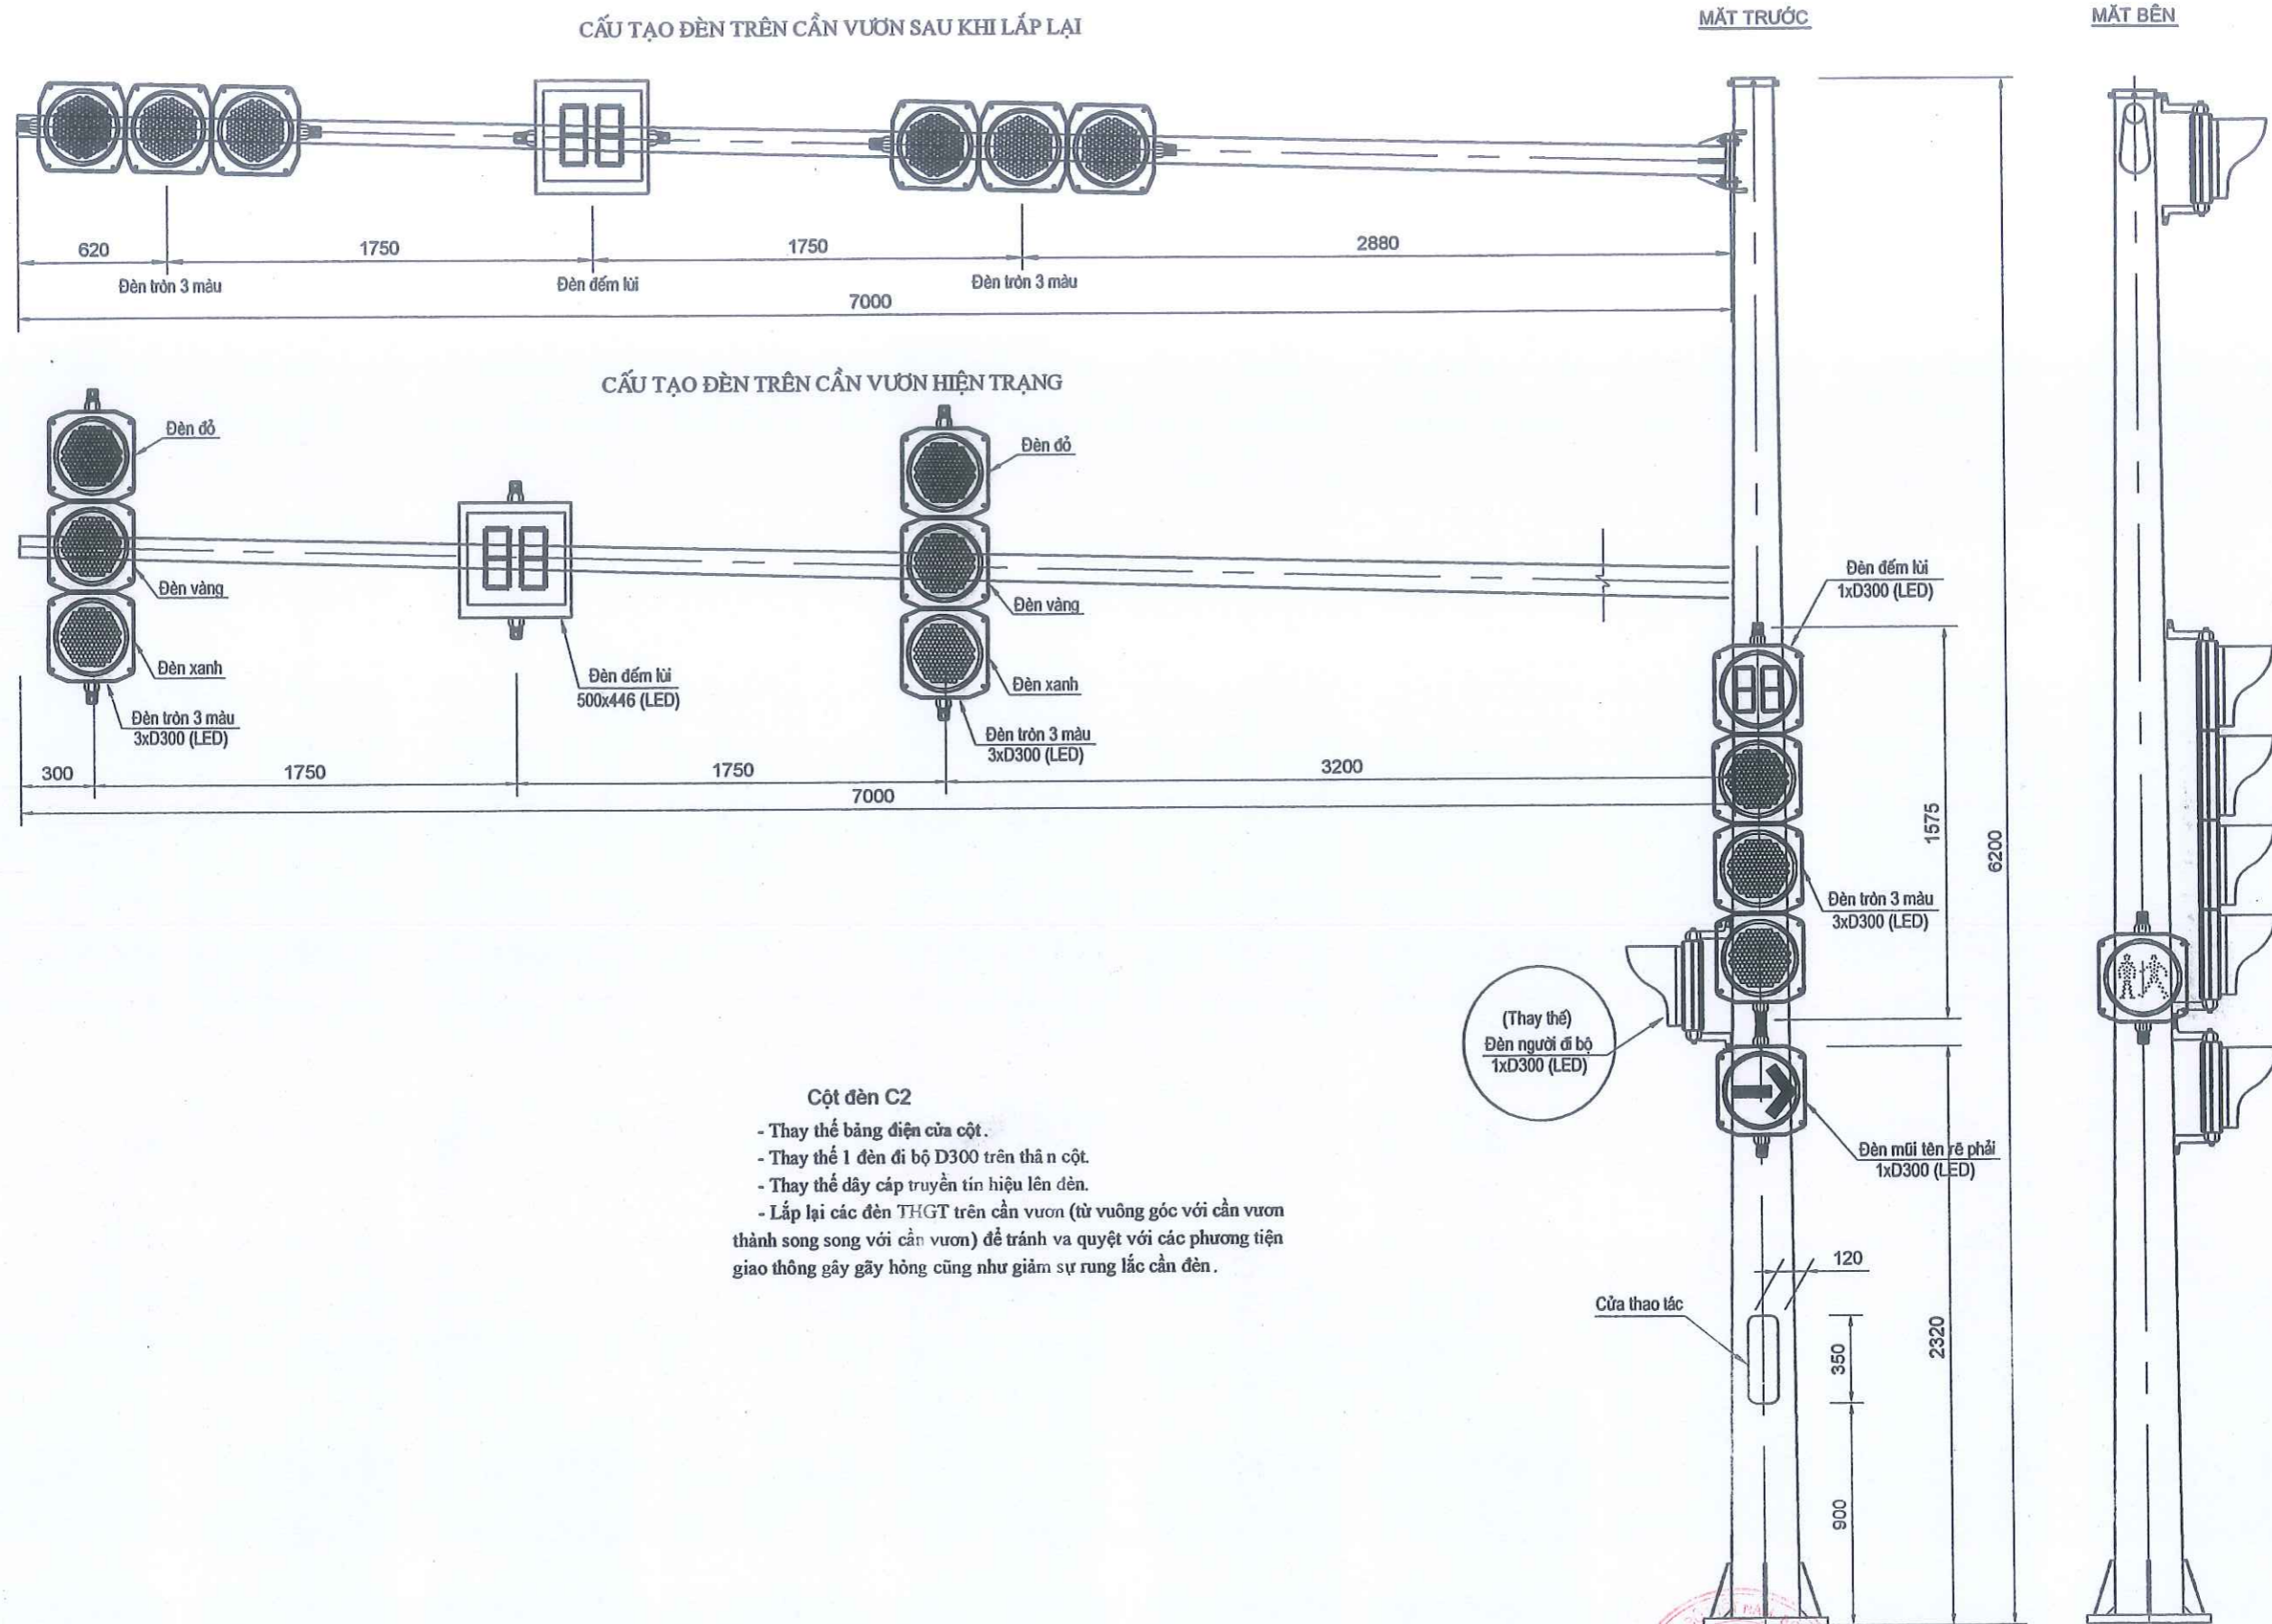 CẤU TẠO ĐÈN TRÊN CẦN VƯƠN SAU KHI LẮP LẠI
MẶT TRƯỚC
MẶT BÊN
620
1750
1750
2880
Đèn tròn 3 màu
Đèn đếm lùi
Đèn tròn 3 màu
7000
CẤU TẠO ĐÈN TRÊN CẦN VƯƠN HIỆN TRẠNG
Đèn đỏ
Đèn đỏ
Đèn vàng
Đèn vàng
Đèn xanh
Đèn xanh
Đèn đếm lùi
500x446 (LED)
Đèn tròn 3 màu
3xD300 (LED)
Đèn tròn 3 màu
3xD300 (LED)
300
1750
1750
3200
7000
Đèn đếm lùi
1xD300 (LED)
1575
6200
Đèn tròn 3 màu
3xD300 (LED)
(Thay thế)
Đèn người đi bộ
1xD300 (LED)
Đèn mũi tên rẽ phải
1xD300 (LED)
Cột đèn C2
- Thay thế bảng điện cửa cột.
- Thay thế 1 đèn đi bộ D300 trên thân cột.
- Thay thế dây cáp truyền tín hiệu lên đèn.
- Lắp lại các đèn THGT trên cần vươn (từ vuông góc với cần vươn
thành song song với cần vươn) để tránh va quyệt với các phương tiện
giao thông gây gãy hỏng cũng như giảm sự rung lắc cần đèn.
120
Cửa thao tác
350
2320
900